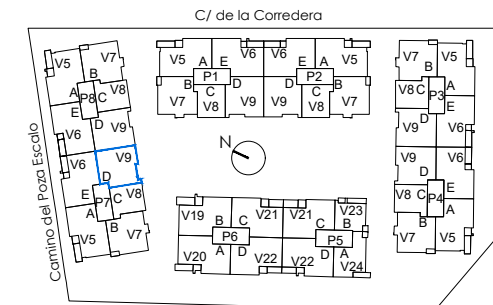 C/ de la Corredera
Camino del Poza Escalo
V5 V7
B
A P8 C V8
E D
V6 V9
V6 V9
D
E P7 C V8
A B
V5 V7
V5 A E V6 V6 E A V5
P1 P2
B C D D C B
V7 V8 V9 V9 V8 V7
N
V19 B C V21 V21 C B V23
P6 P5
A D D A
V20 V22 V22 V24
V7 V5
B A
V8 C P3
D E
V9 V6
V9 V6
D E
V8 C P4
B A
V7 V5